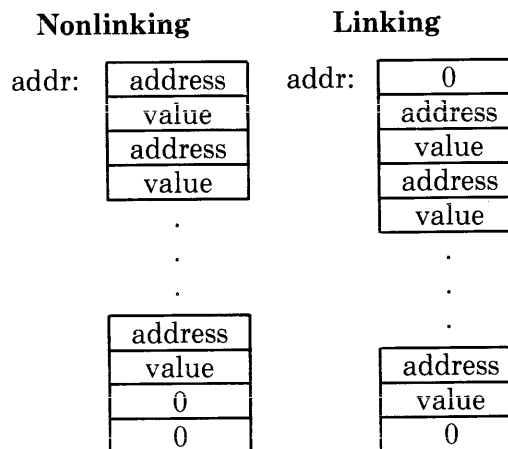 Nonlinking Linking
addr: address addr: 0
value address
address value
value address
value
.
. .
. .
address .
value address
0 value
0 0